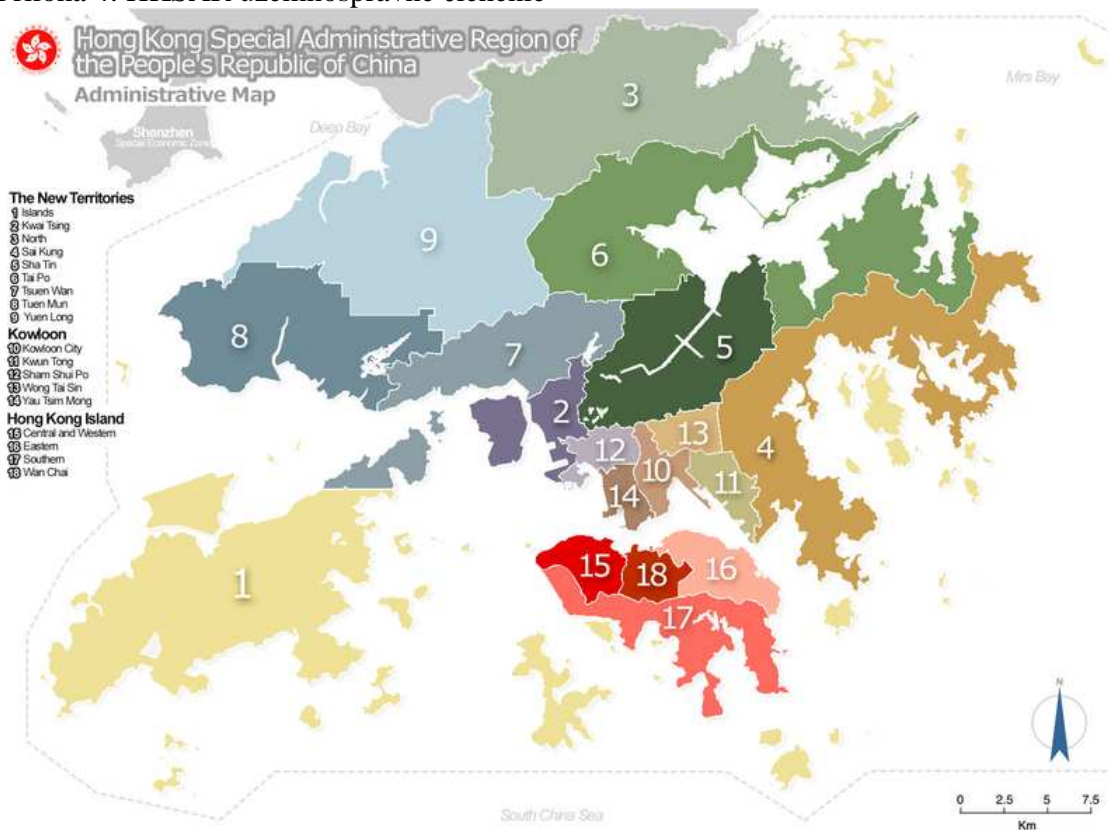 Hong Kong Special Administrative Region of
the People's Republic of China
Administrative Map
Mirs Bay
Deep Bay
Shenzhen
Special Economic Zone
The New Territories
1 Islands
2 Kwai Tsing
3 North
4 Sai Kung
5 Sha Tin
6 Tai Po
7 Tsuen Wan
8 Tuen Mun
9 Yuen Long
Kowloon
10 Kowloon City
11 Kwun Tong
12 Sham Shui Po
13 Wong Tai Sin
14 Yau Tsim Mong
Hong Kong Island
15 Central and Western
16 Eastern
17 Southern
18 Wan Chai
3
9
6
8
7
5
2
13
12
4
10
11
14
15
18
16
1
17
N
0 2.5 5 7.5
Km
South China Sea